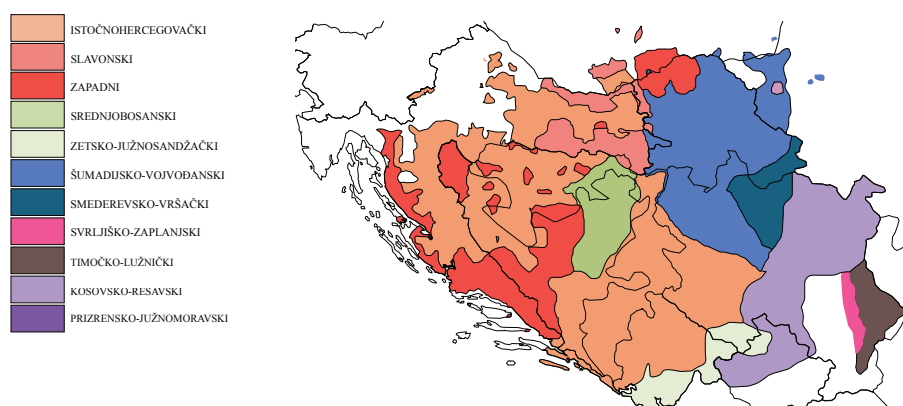 ISTOČNOHERCEGOVAČKI
SLAVONSKI
ZAPADNI
SREDNJOBOSANSKI
ZETSKO-JUŽNOSANDŽAČKI
ŠUMADIJSKO-VOJVOĐANSKI
SMEDEREVSKO-VRŠAČKI
SVRLJIŠKO-ZAPLANJSKI
TIMOČKO-LUŽNIČKI
KOSOVSKO-RESAVSKI
PRIZRENSKO-JUŽNOMORAVSKI